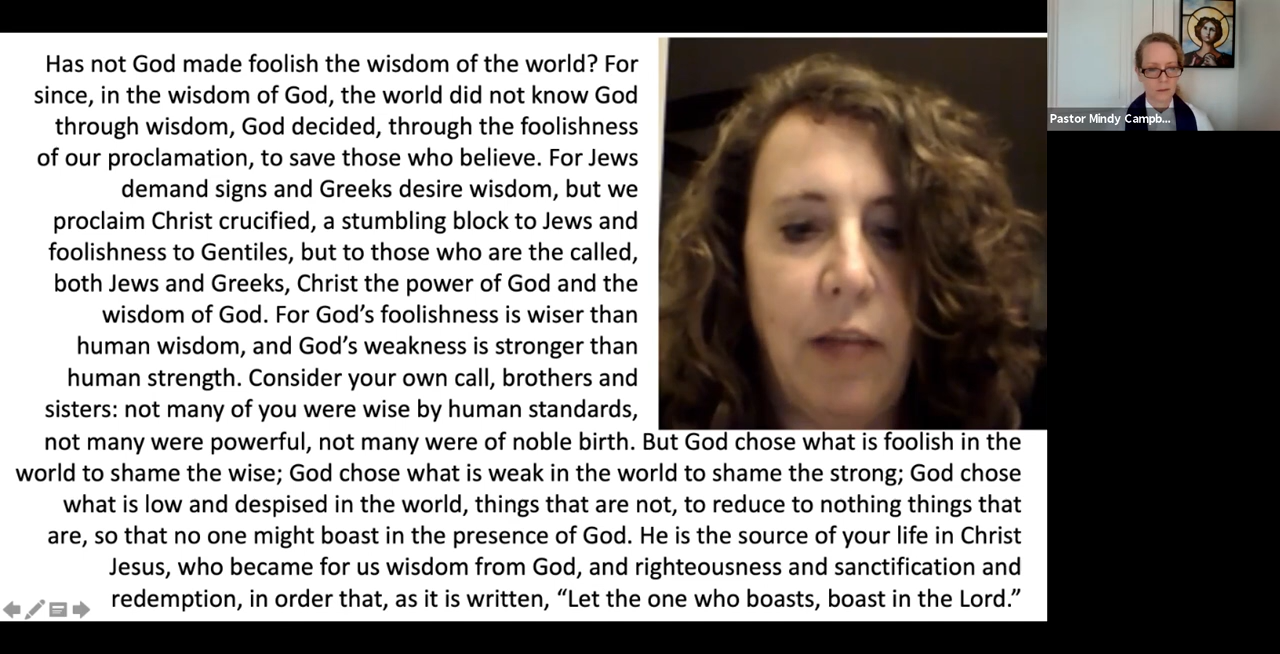 Has not God made foolish the wisdom of the world? For
since, in the wisdom of God, the world did not know God
through wisdom, God decided, through the foolishness
of our proclamation, to save those who believe. For Jews
demand signs and Greeks desire wisdom, but we
proclaim Christ crucified, a stumbling block to Jews and
foolishness to Gentiles, but to those who are the called,
both Jews and Greeks, Christ the power of God and the
wisdom of God. For God’s foolishness is wiser than
human wisdom, and God’s weakness is stronger than
human strength. Consider your own call, brothers and
sisters: not many of you were wise by human standards,
not many were powerful, not many were of noble birth. But God chose what is foolish in the
world to shame the wise; God chose what is weak in the world to shame the strong; God chose
what is low and despised in the world, things that are not, to reduce to nothing things that
are, so that no one might boast in the presence of God. He is the source of your life in Christ
Jesus, who became for us wisdom from God, and righteousness and sanctification and
redemption, in order that, as it is written, “Let the one who boasts, boast in the Lord.”
Pastor Mindy Campb...